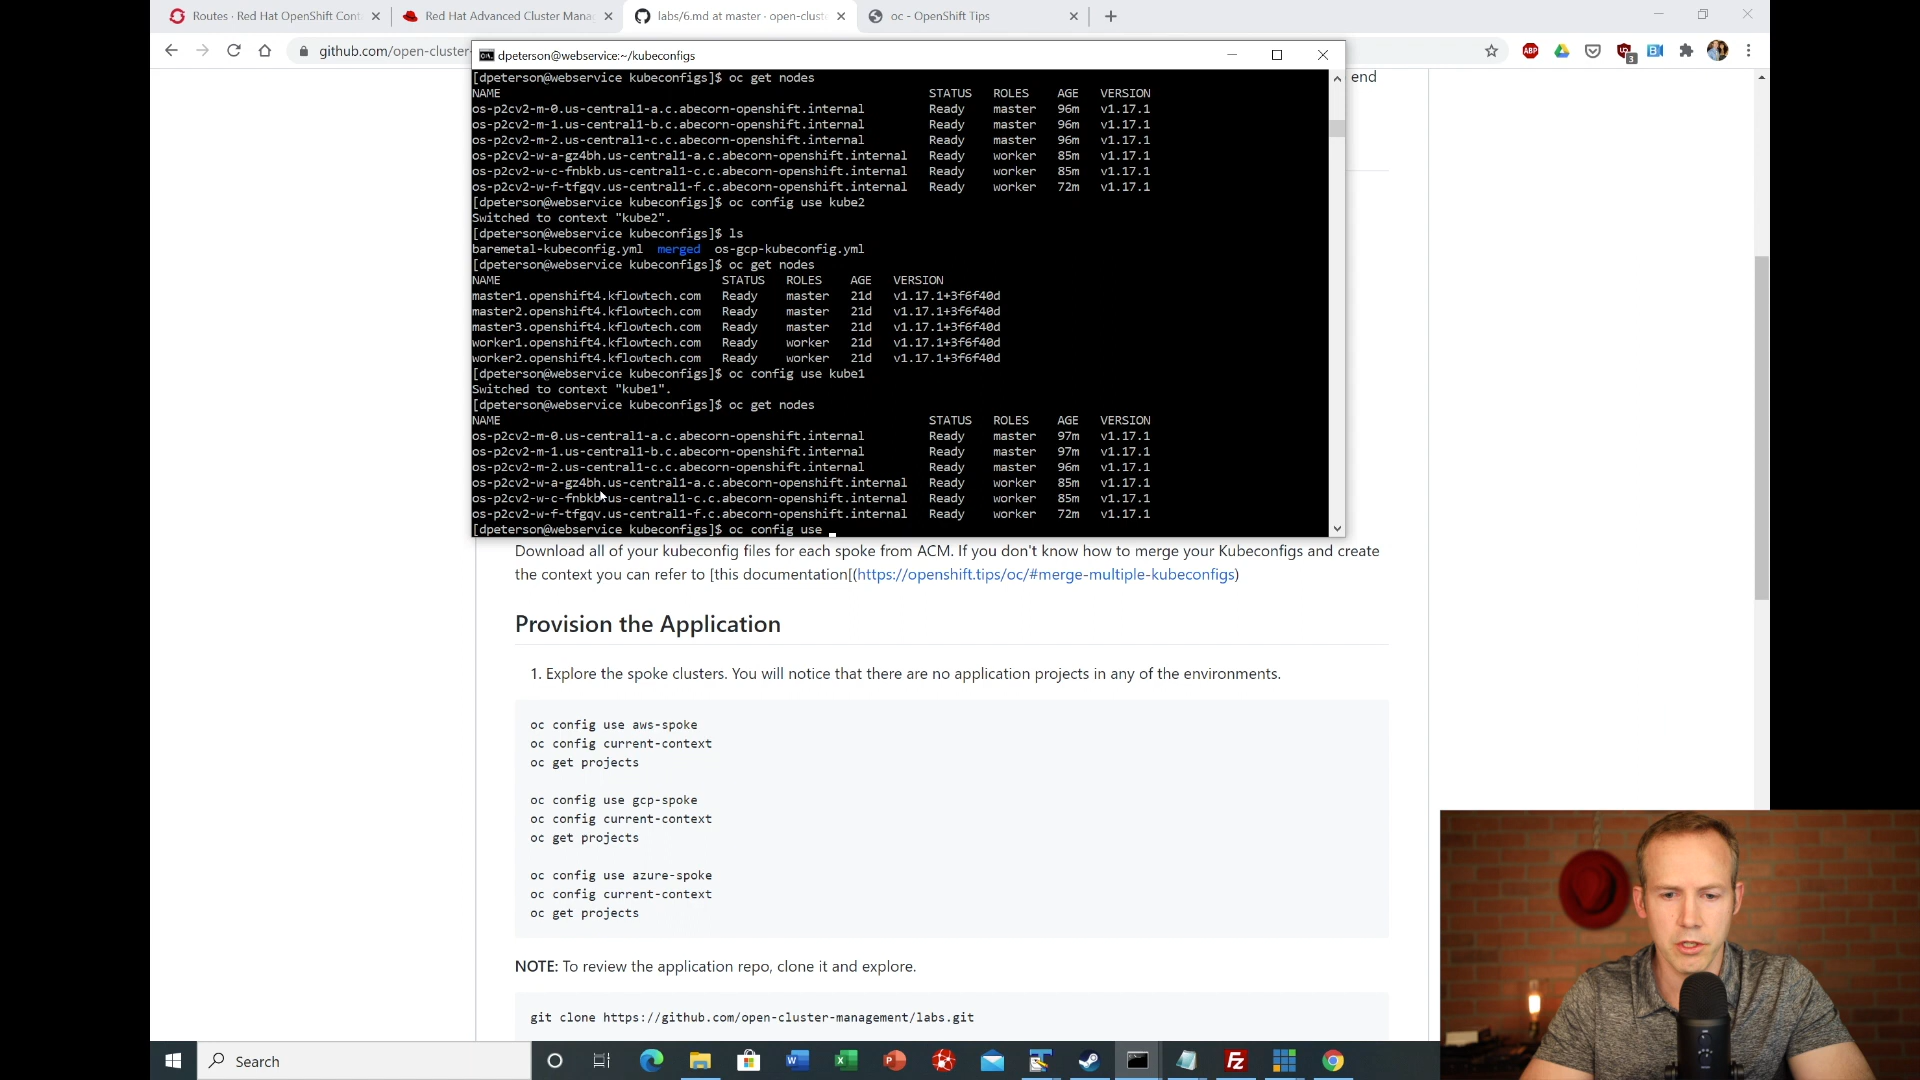 Routes · Red Hat OpenShift Cont
Red Hat Advanced Cluster Mana
labs/6.md at master · open-cluste
oc - OpenShift Tips
github.com/open-cluster-
ABP
3
dpeterson@webservice:~/kubeconfigs
end
[dpeterson@webservice kubeconfigs]$ oc get nodes
NAME STATUS ROLES AGE VERSION
os-p2cv2-m-0.us-central1-a.c.abecorn-openshift.internal Ready master 96m v1.17.1
os-p2cv2-m-1.us-central1-b.c.abecorn-openshift.internal Ready master 96m v1.17.1
os-p2cv2-m-2.us-central1-c.c.abecorn-openshift.internal Ready master 96m v1.17.1
os-p2cv2-w-a-gz4bh.us-central1-a.c.abecorn-openshift.internal Ready worker 85m v1.17.1
os-p2cv2-w-c-fnbkb.us-central1-c.c.abecorn-openshift.internal Ready worker 85m v1.17.1
os-p2cv2-w-f-tfgqv.us-central1-f.c.abecorn-openshift.internal Ready worker 72m v1.17.1
[dpeterson@webservice kubeconfigs]$ oc config use kube2
Switched to context "kube2".
[dpeterson@webservice kubeconfigs]$ ls
baremetal-kubeconfig.yml merged os-gcp-kubeconfig.yml
[dpeterson@webservice kubeconfigs]$ oc get nodes
NAME STATUS ROLES AGE VERSION
master1.openshift4.kflowtech.com Ready master 21d v1.17.1+3f6f40d
master2.openshift4.kflowtech.com Ready master 21d v1.17.1+3f6f40d
master3.openshift4.kflowtech.com Ready master 21d v1.17.1+3f6f40d
worker1.openshift4.kflowtech.com Ready worker 21d v1.17.1+3f6f40d
worker2.openshift4.kflowtech.com Ready worker 21d v1.17.1+3f6f40d
[dpeterson@webservice kubeconfigs]$ oc config use kube1
Switched to context "kube1".
[dpeterson@webservice kubeconfigs]$ oc get nodes
NAME STATUS ROLES AGE VERSION
os-p2cv2-m-0.us-central1-a.c.abecorn-openshift.internal Ready master 97m v1.17.1
os-p2cv2-m-1.us-central1-b.c.abecorn-openshift.internal Ready master 97m v1.17.1
os-p2cv2-m-2.us-central1-c.c.abecorn-openshift.internal Ready master 96m v1.17.1
os-p2cv2-w-a-gz4bh.us-central1-a.c.abecorn-openshift.internal Ready worker 85m v1.17.1
os-p2cv2-w-c-fnbkb.us-central1-c.c.abecorn-openshift.internal Ready worker 85m v1.17.1
os-p2cv2-w-f-tfgqv.us-central1-f.c.abecorn-openshift.internal Ready worker 72m v1.17.1
[dpeterson@webservice kubeconfigs]$ oc config use
Download all of your kubeconfig files for each spoke from ACM. If you don't know how to merge your Kubeconfigs and create
the context you can refer to [this documentation[(https://openshift.tips/oc/#merge-multiple-kubeconfigs)
Provision the Application
1. Explore the spoke clusters. You will notice that there are no application projects in any of the environments.
oc config use aws-spoke
oc config current-context
oc get projects
oc config use gcp-spoke
oc config current-context
oc get projects
oc config use azure-spoke
oc config current-context
oc get projects
NOTE: To review the application repo, clone it and explore.
git clone https://github.com/open-cluster-management/labs.git
Search